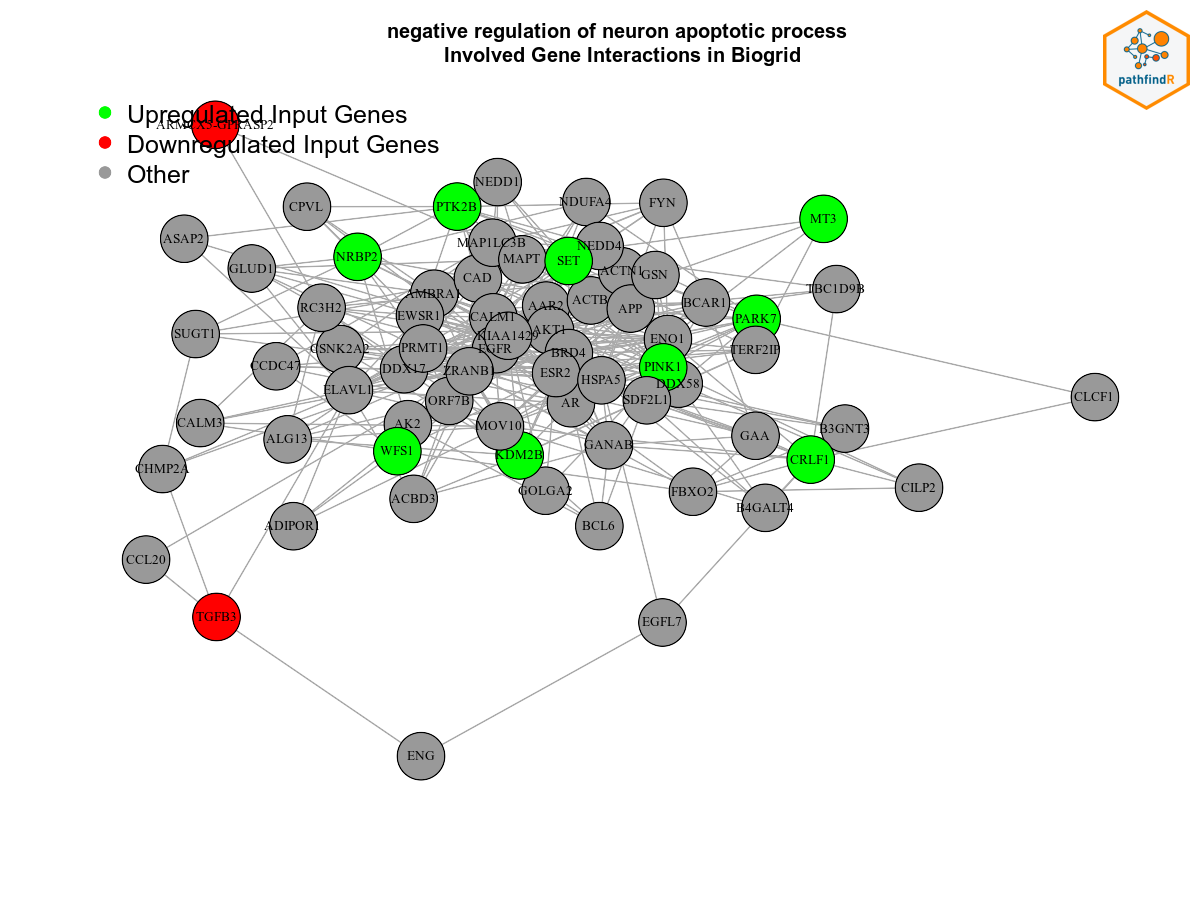 negative regulation of neuron apoptotic process
Involved Gene Interactions in Biogrid
pathfindR
Upregulated Input Genes
ARMCX5-GPRASP2
Downregulated Input Genes
Other
NEDD1
CPVL
PTK2B
NDUFA4
FYN
MT3
ASAP2
MAP1LC3B
NEDD4
NRBP2
MAPT
SET
GLUD1
ACTN1
GSN
CAD
TBC1D9B
AMBRA1
ACTB
BCAR1
RC3H2
AAR2
APP
EWSR1
CALM1
PARK7
SUGT1
AKT1
KIAA1429
ENO1
CSNK2A2
PRMT1
EGFR
BRD4
TERF2IP
CCDC47
DDX17
ZRANB1
ESR2
PINK1
HSPA5
DDX58
ELAVL1
CLCF1
ORF7B
AR
SDF2L1
CALM3
AK2
MOV10
B3GNT3
ALG13
GANAB
GAA
WFS1
KDM2B
CRLF1
CHMP2A
GOLGA2
FBXO2
CILP2
ACBD3
B4GALT4
ADIPOR1
BCL6
CCL20
TGFB3
EGFL7
ENG